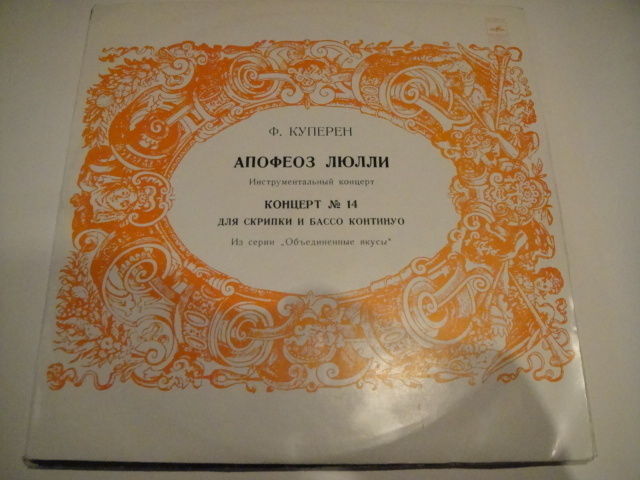 Ф. КУПЕРЕН
АПОФЕОЗ ЛЮЛЛИ
Инструментальный концерт
КОНЦЕРТ № 14
ДЛЯ СКРИПКИ И БАССО КОНТИНУО
Из серии „Объединенные вкусы“